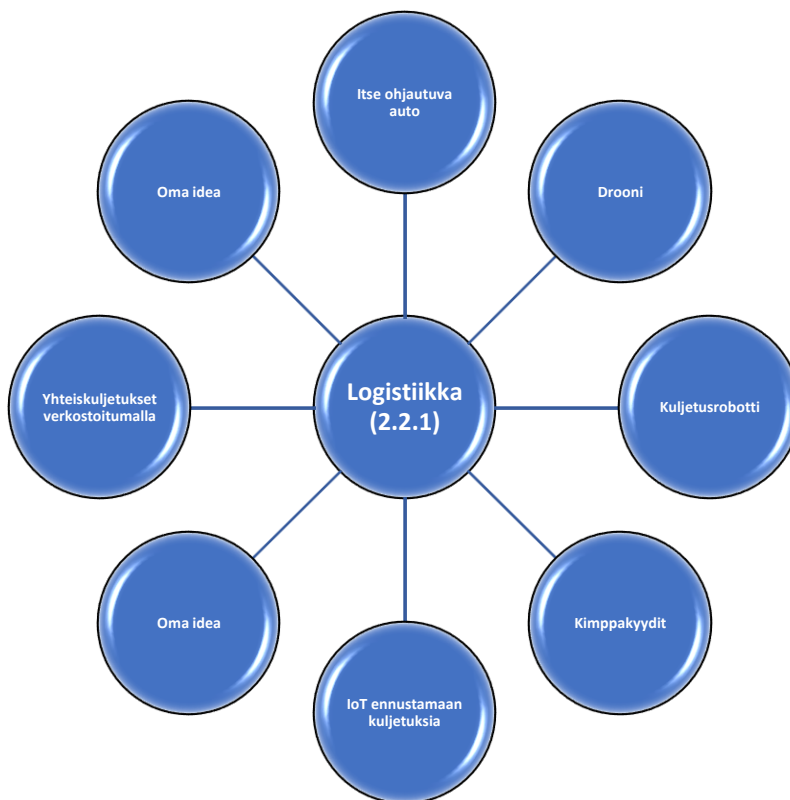 Itse ohjautuva
auto
Oma idea
Drooni
Yhteiskuljetukset
verkostoitumalla
Logistiikka
(2.2.1)
Kuljetusrobotti
Oma idea
Kimppakyydit
IoT ennustamaan
kuljetuksia